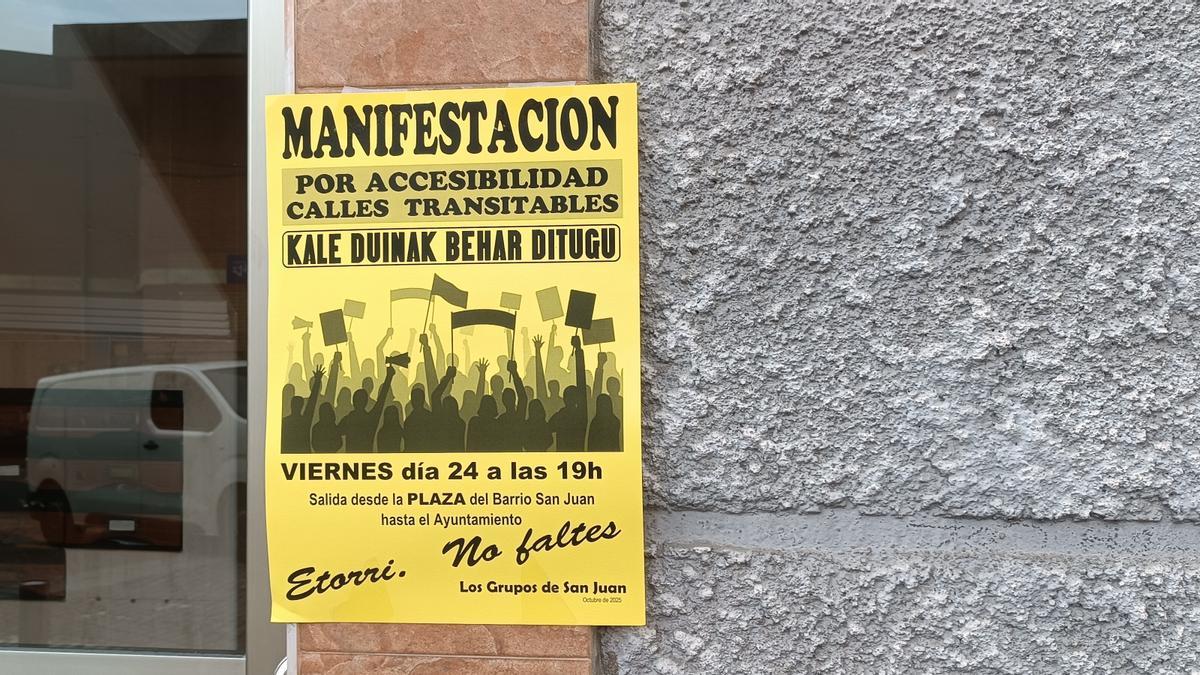 MANIFESTACION
POR ACCESIBILIDAD
CALLES TRANSITABLES
KALE DUINAK BEHAR DITUGU
VIERNES día 24 a las 19h
Salida desde la PLAZA del Barrio San Juan
hasta el Ayuntamiento
No faltes
Etorri.
Los Grupos de San Juan
Octubre de 2025